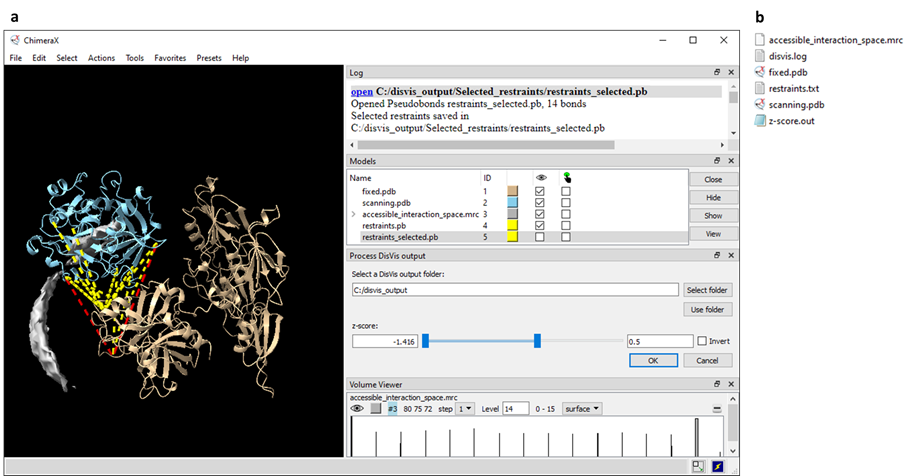 a
ChimeraX
File Edit Select Actions Tools Favorites Presets Help
Log
open C:/disvis_output/Selected_restraints/restraints_selected.pb
Opened Pseudobonds restraints_selected.pb, 14 bonds
Selected restraints saved in
C:/disvis_output/Selected_restraints/restraints_selected.pb
Models
Name ID
fixed.pdb 1
scanning.pdb 2
accessible_interaction_space.mrc 3
restraints.pb 4
restraints_selected.pb 5
Close
Hide
Show
View
Process DisVis output
Select a DisVis output folder:
C:/disvis_output Select folder
Use folder
z-score:
-1.416 0.5 Invert
OK Cancel
Volume Viewer
accessible_interaction_space.mrc
#3 80 75 72 step 1 Level 14 0 - 15 surface
b
accessible_interaction_space.mrc
disvis.log
fixed.pdb
restraints.txt
scanning.pdb
z-score.out